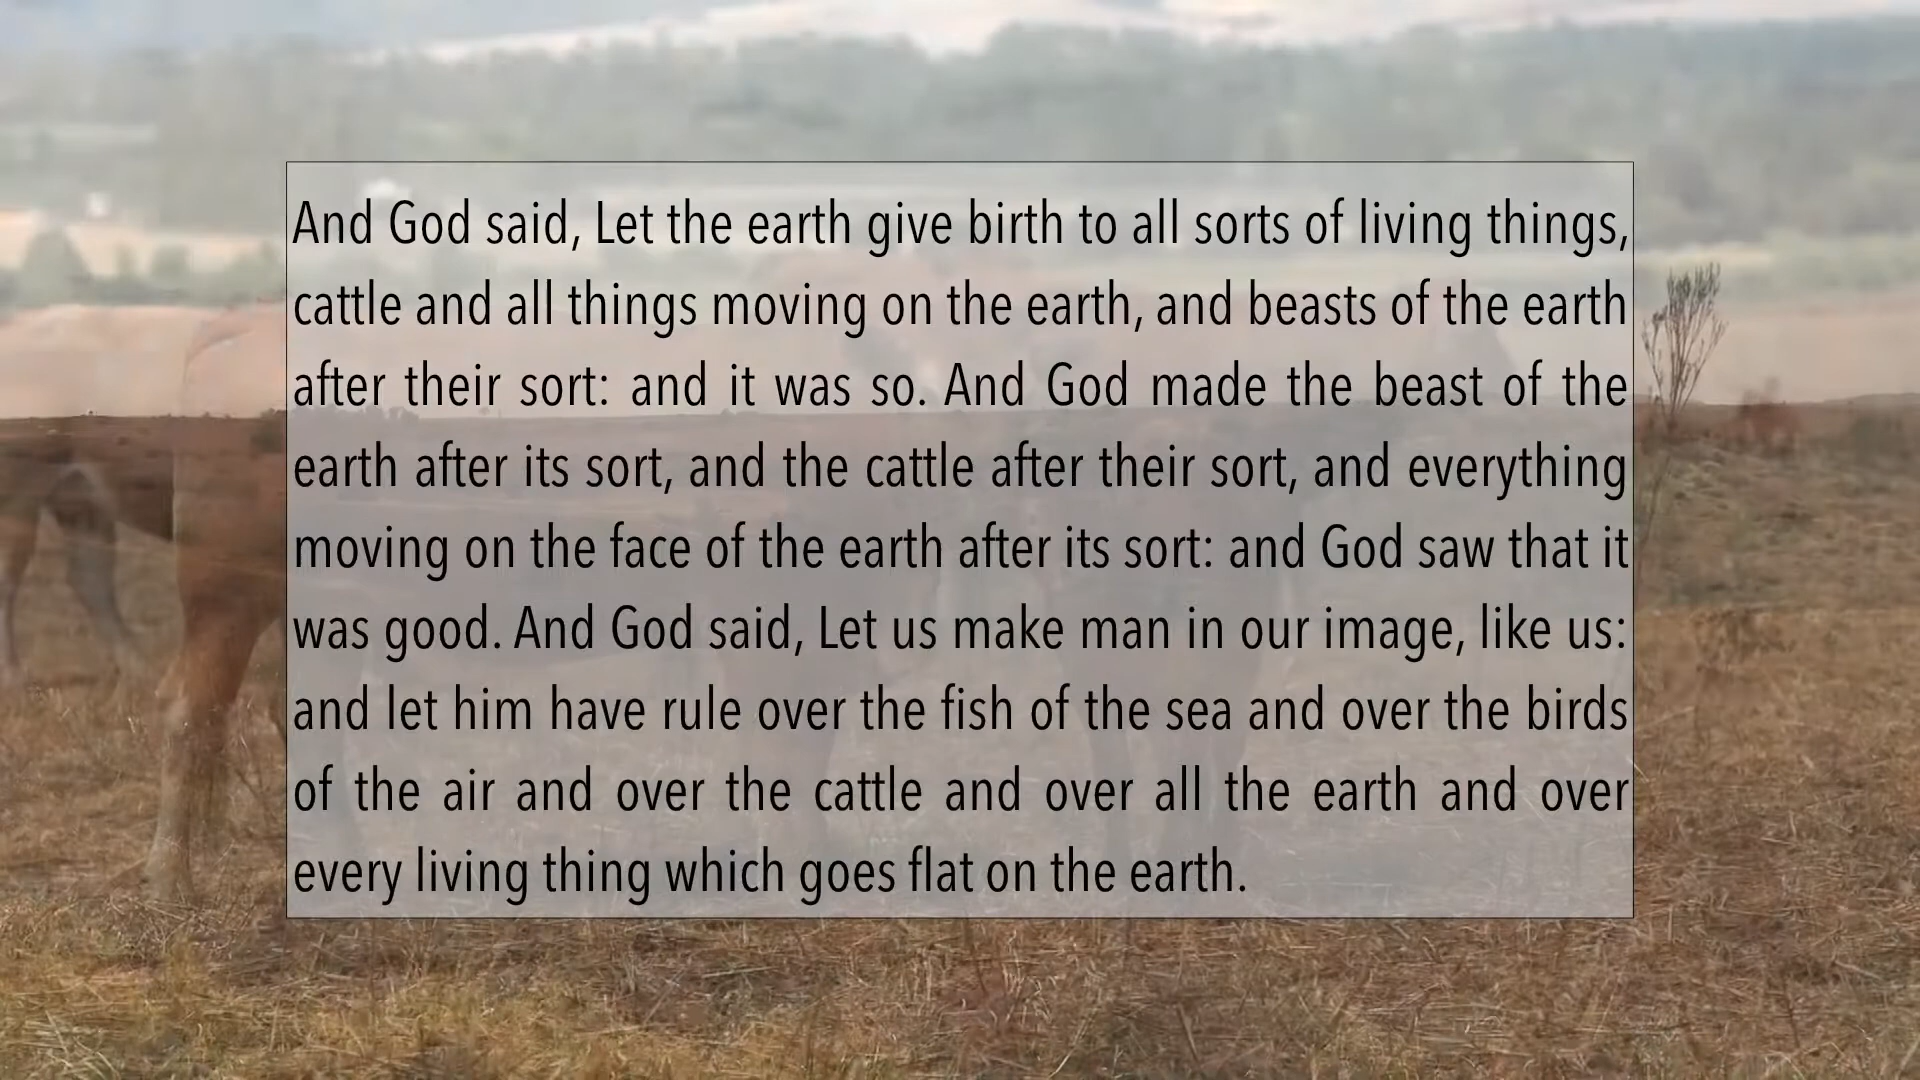 And God said, Let the earth give birth to all sorts of living things,
cattle and all things moving on the earth, and beasts of the earth
after their sort: and it was so. And God made the beast of the
earth after its sort, and the cattle after their sort, and everything
moving on the face of the earth after its sort: and God saw that it
was good. And God said, Let us make man in our image, like us:
and let him have rule over the fish of the sea and over the birds
of the air and over the cattle and over all the earth and over
every living thing which goes flat on the earth.